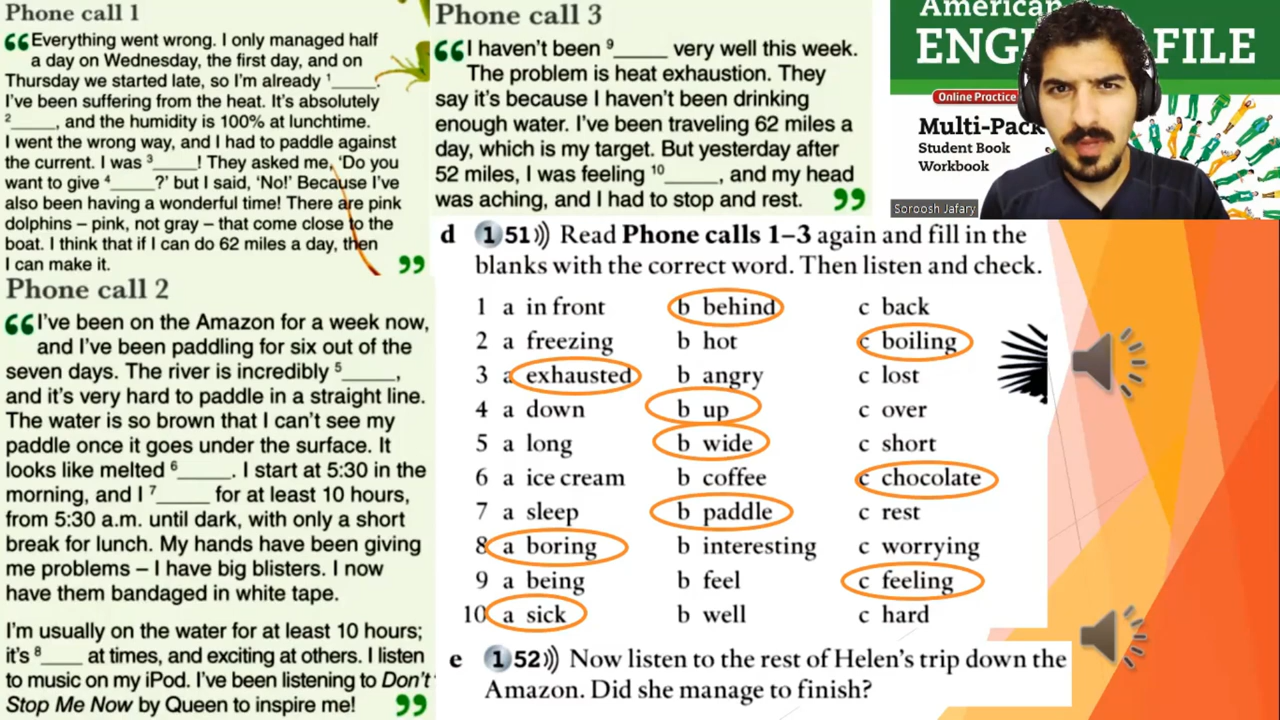 Phone call 1
“Everything went wrong. I only managed half
a day on Wednesday, the first day, and on
Thursday we started late, so I'm already ¹_____.
I've been suffering from the heat. It's absolutely
²_____, and the humidity is 100% at lunchtime.
I went the wrong way, and I had to paddle against
the current. I was ³_____! They asked me, ‘Do you
want to give ⁴_____?’ but I said, ‘No!’ Because I've
also been having a wonderful time! There are pink
dolphins – pink, not gray – that come close to the
boat. I think that if I can do 62 miles a day, then
I can make it.”
Phone call 2
“I've been on the Amazon for a week now,
and I've been paddling for six out of the
seven days. The river is incredibly ⁵_____,
and it's very hard to paddle in a straight line.
The water is so brown that I can't see my
paddle once it goes under the surface. It
looks like melted ⁶_____. I start at 5:30 in the
morning, and I ⁷_____ for at least 10 hours,
from 5:30 a.m. until dark, with only a short
break for lunch. My hands have been giving
me problems – I have big blisters. I now
have them bandaged in white tape.
I'm usually on the water for at least 10 hours;
it's ⁸____ at times, and exciting at others. I listen
to music on my iPod. I've been listening to Don't
Stop Me Now by Queen to inspire me!”
Phone call 3
“I haven't been ⁹_____ very well this week.
The problem is heat exhaustion. They
say it's because I haven't been drinking
enough water. I've been traveling 62 miles a
day, which is my target. But yesterday after
52 miles, I was feeling ¹⁰_____, and my head
was aching, and I had to stop and rest.”
d 1 51))) Read Phone calls 1–3 again and fill in the
blanks with the correct word. Then listen and check.
1 a in front b behind c back
2 a freezing b hot c boiling
3 a exhausted b angry c lost
4 a down b up c over
5 a long b wide c short
6 a ice cream b coffee c chocolate
7 a sleep b paddle c rest
8 a boring b interesting c worrying
9 a being b feel c feeling
10 a sick b well c hard
e 1 52))) Now listen to the rest of Helen's trip down the
Amazon. Did she manage to finish?
American
FILE
Online Practice
Multi-Pack
Student Book
Workbook
Soroosh Jafary